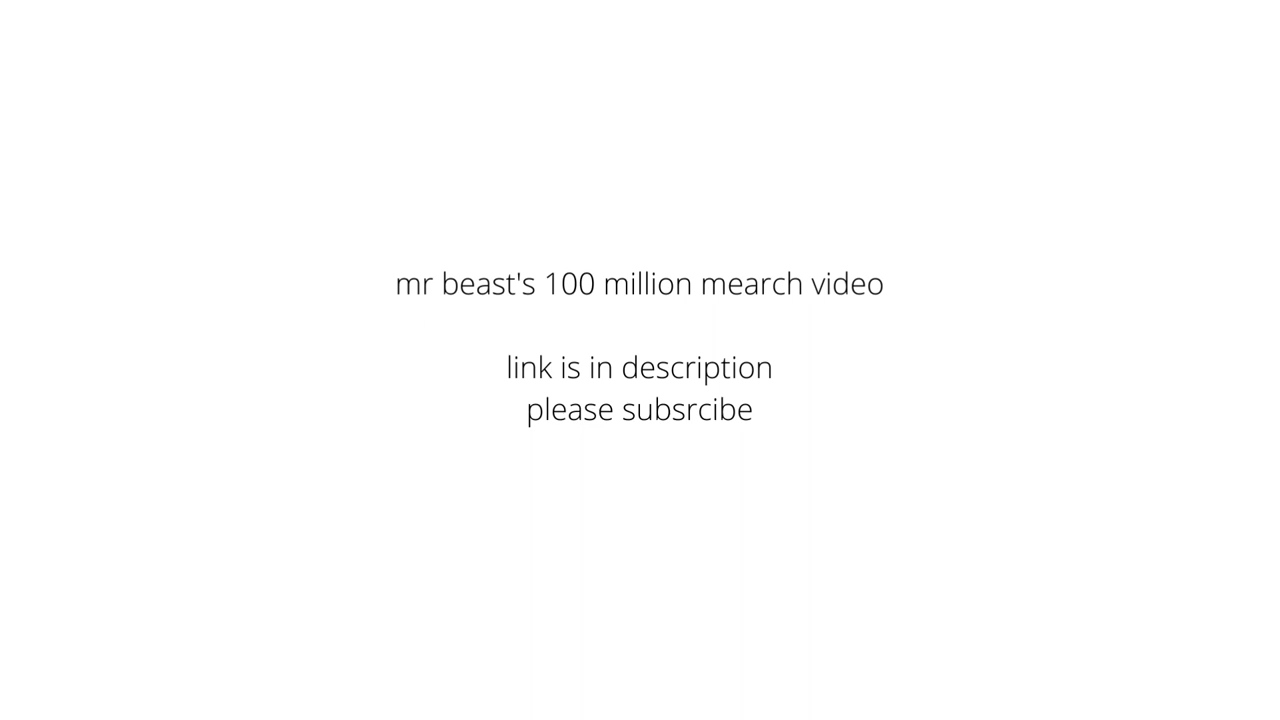 mr beast's 100 million mearch video
link is in description
please subsrcibe